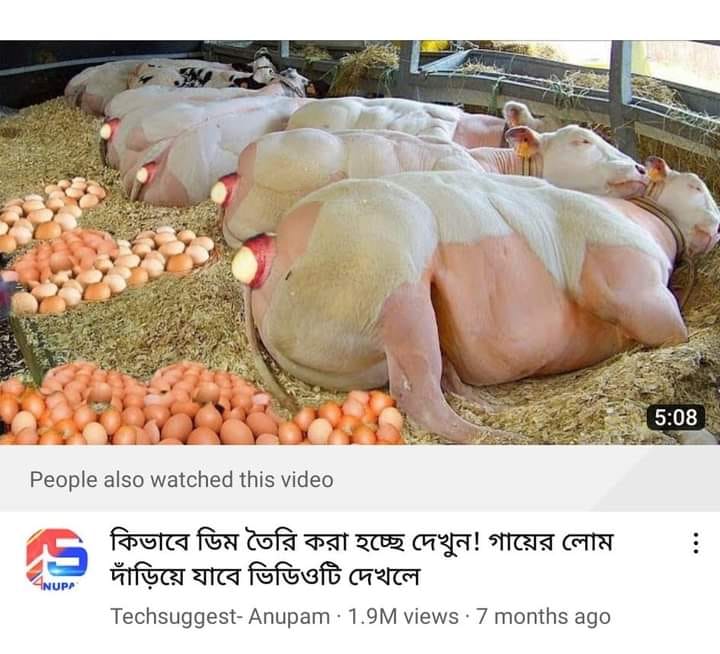 5:08
People also watched this video
কিভাবে ডিম তৈরি করা হচ্ছে দেখুন! গায়ের লোম
দাঁড়িয়ে যাবে ভিডিওটি দেখলে
ANUPA
Techsuggest- Anupam · 1.9M views · 7 months ago